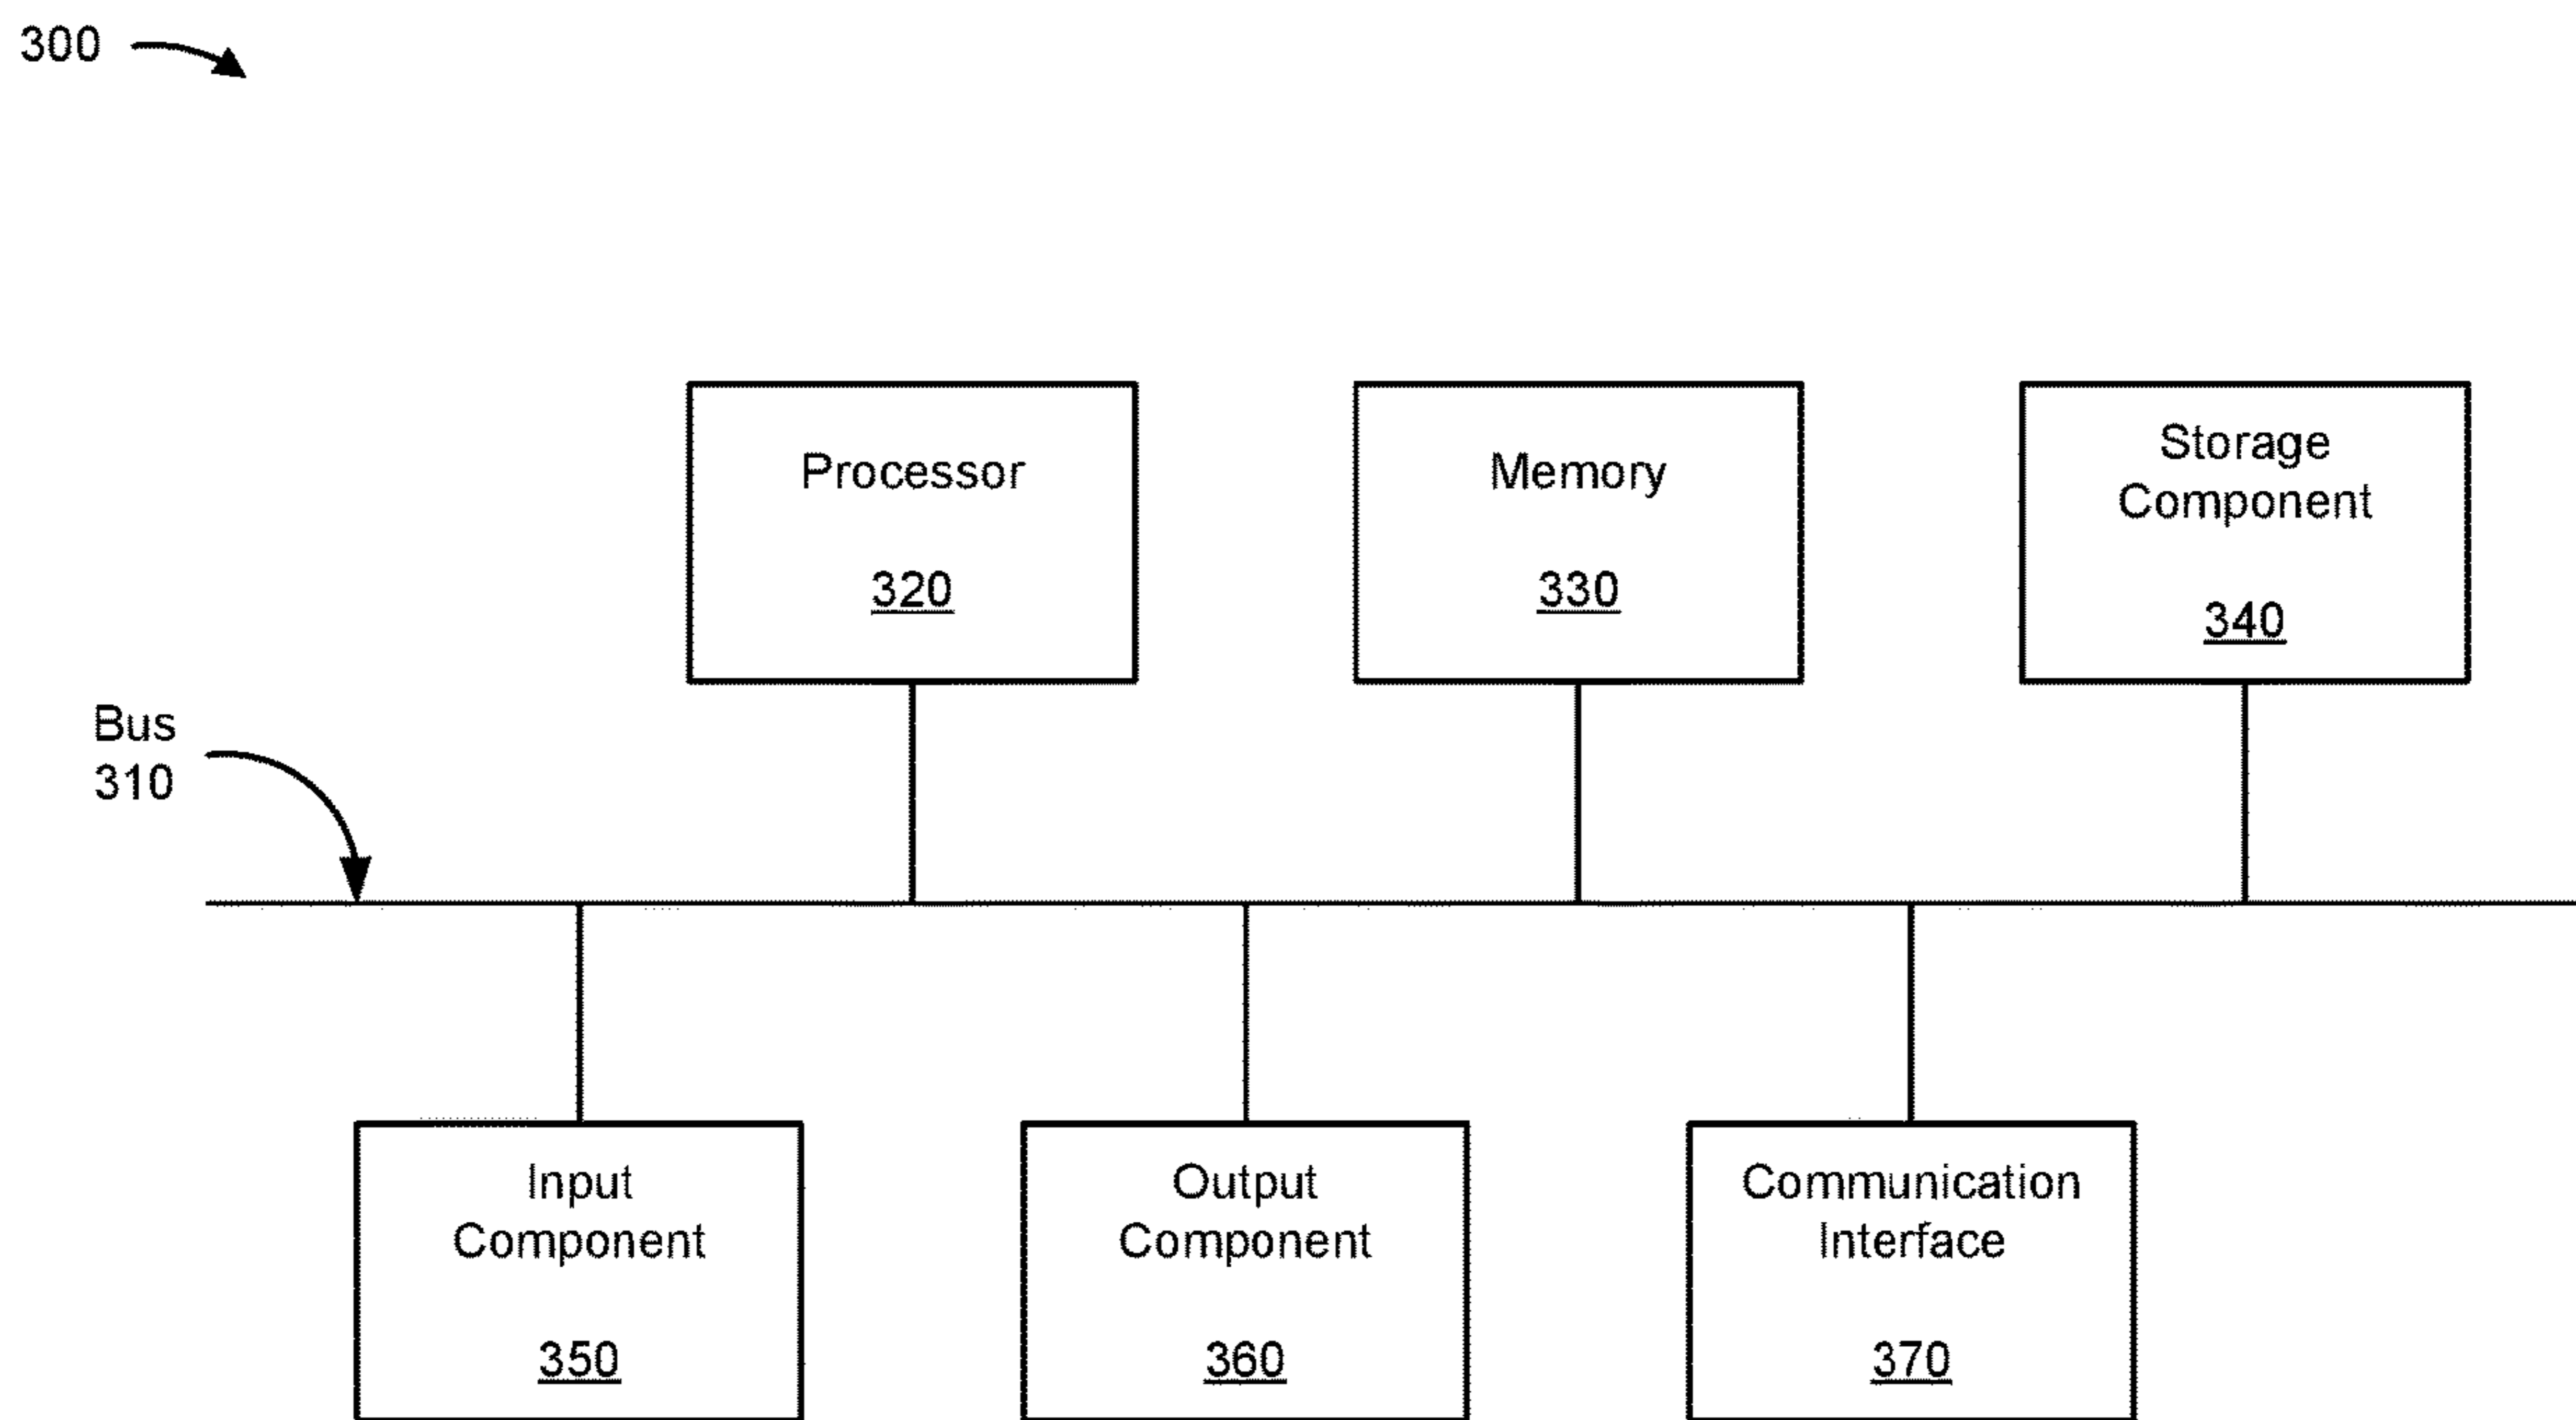 300
Processor
320
Memory
330
Storage
Component
340
Bus
310
Input
Component
350
Output
Component
360
Communication
Interface
370